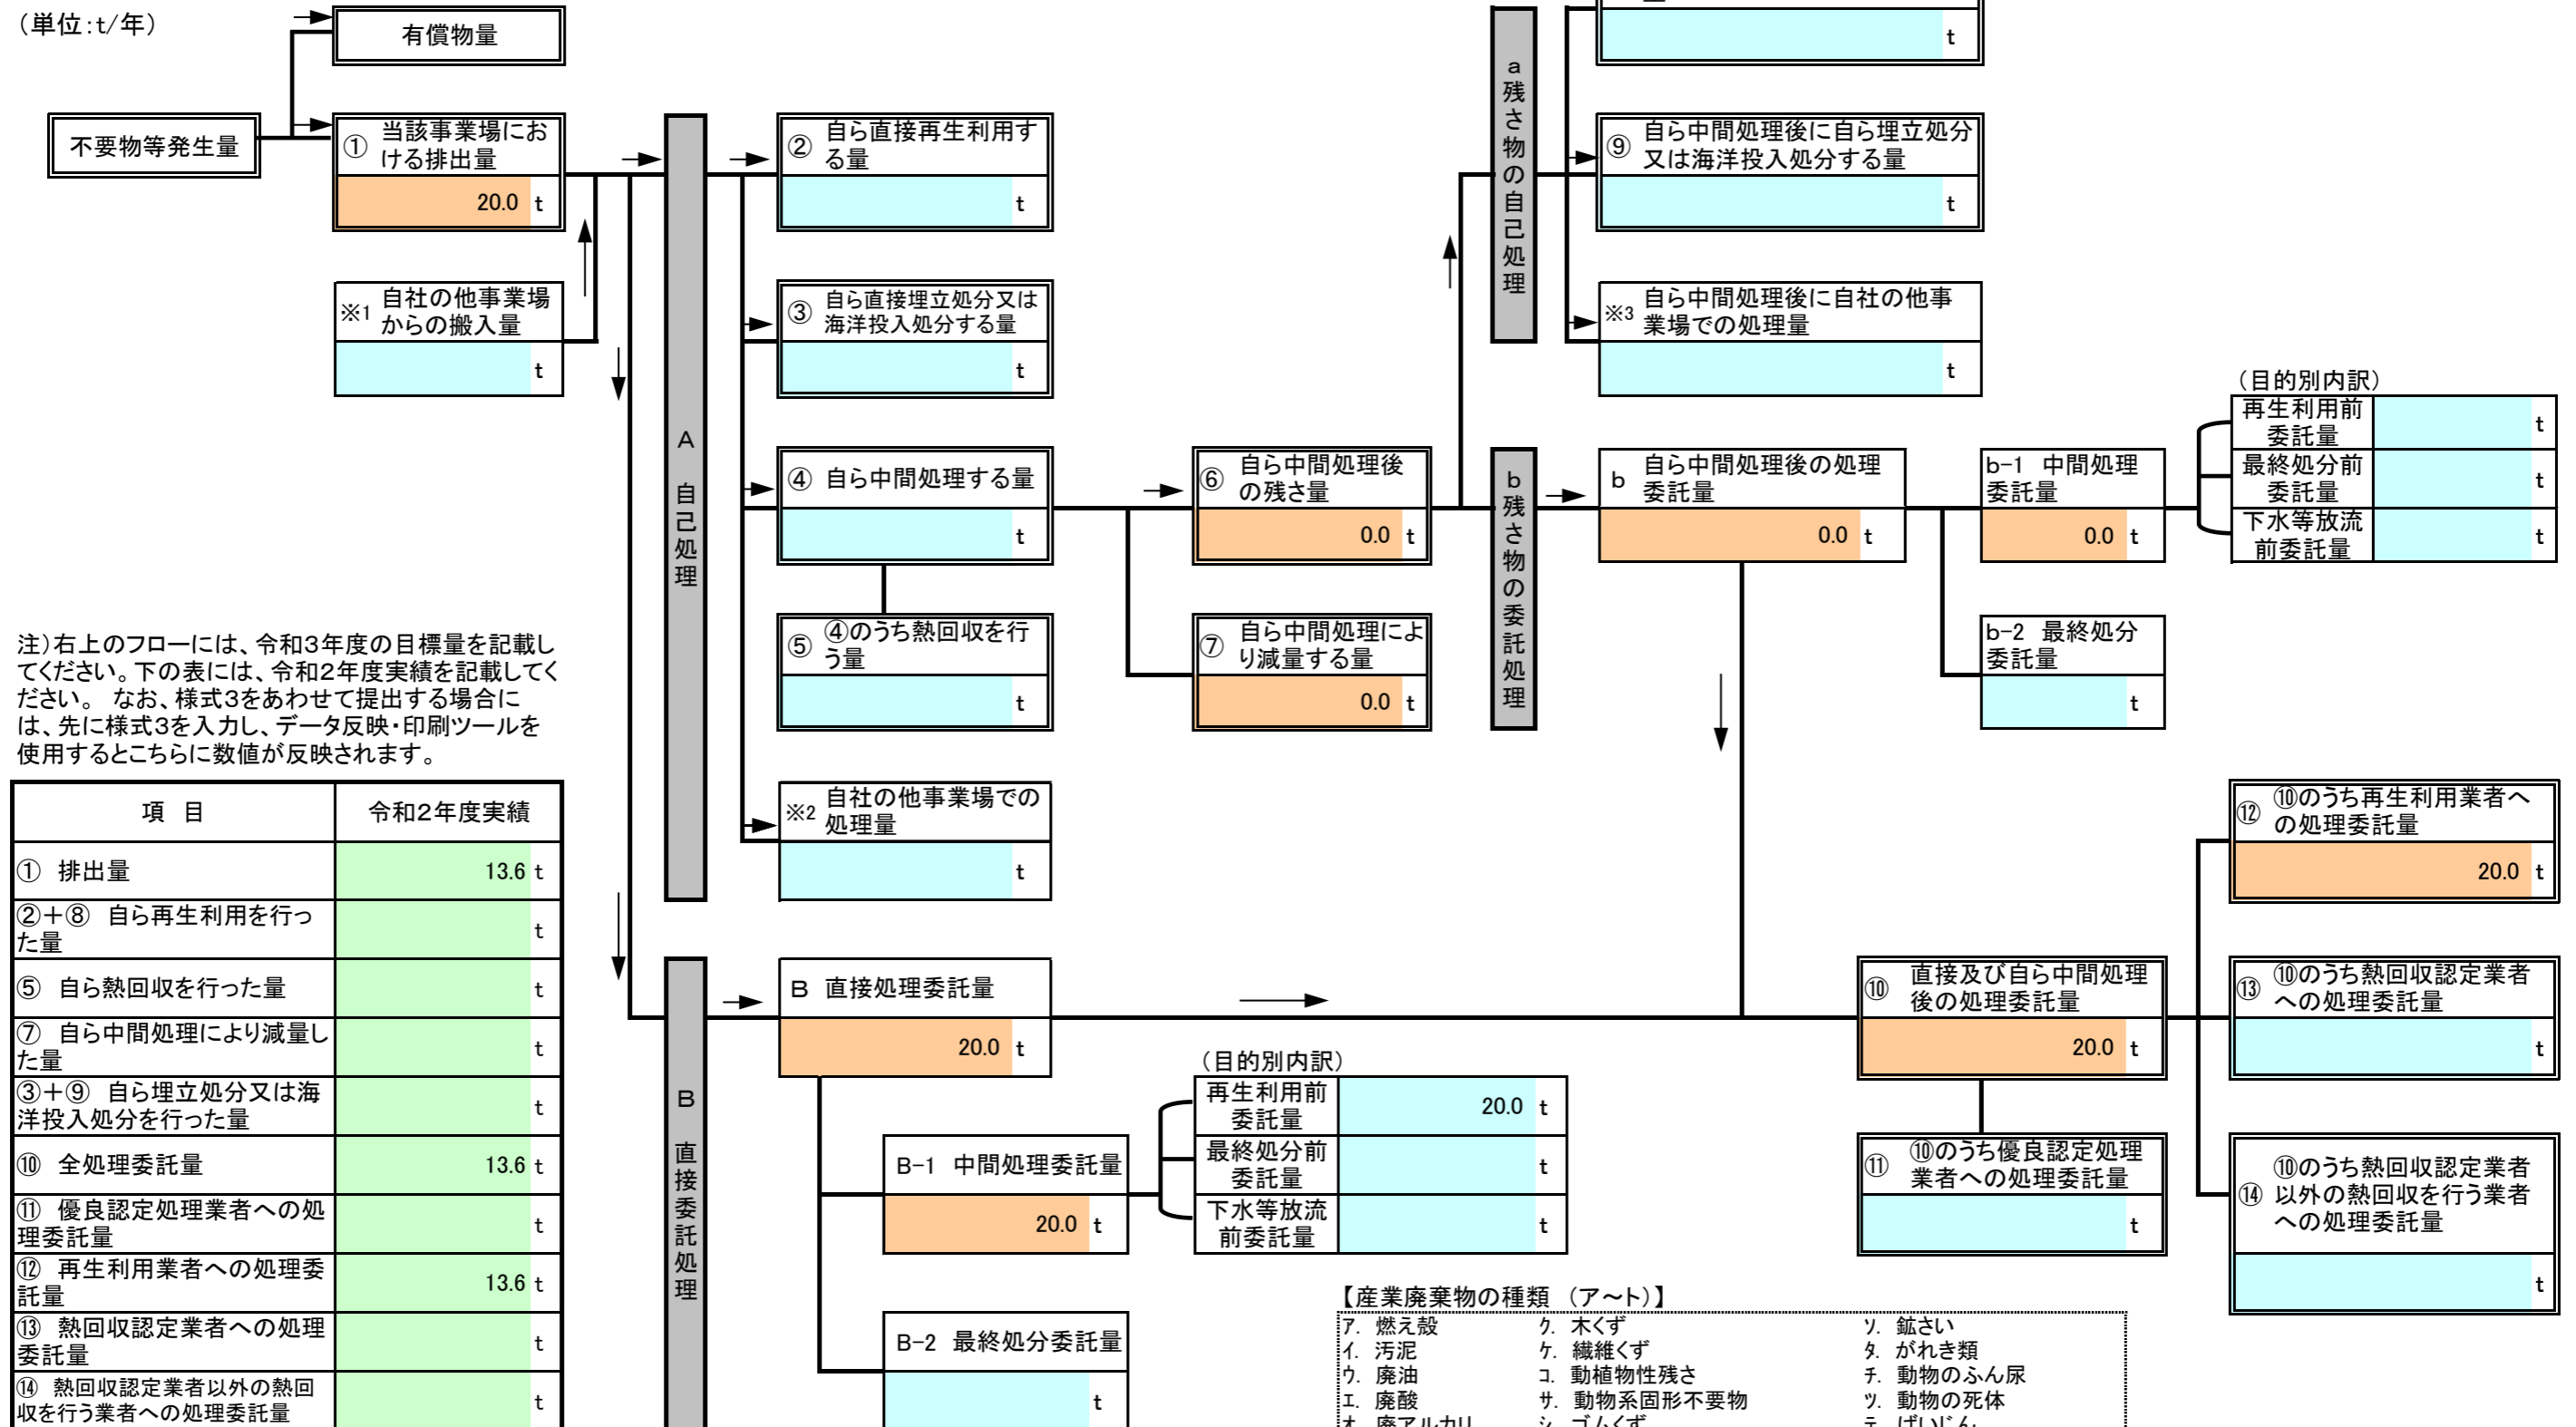 （単位：t/年）
有償物量
不要物等発生量
① 当該事業場にお
ける排出量
20.0 t
※1 自社の他事業場
からの搬入量
t
A 自己処理
② 自ら直接再生利用す
る量
t
③ 自ら直接埋立処分又は
海洋投入処分する量
t
④ 自ら中間処理する量
t
⑤ ④のうち熱回収を行
う量
t
※2 自社の他事業場での
処理量
t
⑥ 自ら中間処理後
の残さ量
0.0 t
⑦ 自ら中間処理によ
り減量する量
0.0 t
a 残さ物の自己処理
t
⑨ 自ら中間処理後に自ら埋立処分
又は海洋投入処分する量
t
※3 自ら中間処理後に自社の他事
業場での処理量
t
b 残さ物の委託処理
b 自ら中間処理後の処理
委託量
0.0 t
b-1 中間処理
委託量
0.0 t
b-2 最終処分
委託量
t
（目的別内訳）
再生利用前
委託量
t
最終処分前
委託量
t
下水等放流
前委託量
t
注）右上のフローには、令和３年度の目標量を記載し
てください。下の表には、令和２年度実績を記載してく
ださい。 なお、様式３をあわせて提出する場合に
は、先に様式３を入力し、データ反映・印刷ツールを
使用するとこちらに数値が反映されます。
項 目 令和２年度実績
① 排出量 13.6 t
②＋⑧ 自ら再生利用を行っ
た量
t
⑤ 自ら熱回収を行った量 t
⑦ 自ら中間処理により減量し
た量
t
③＋⑨ 自ら埋立処分又は海
洋投入処分を行った量
t
⑩ 全処理委託量 13.6 t
⑪ 優良認定処理業者への処
理委託量
t
⑫ 再生利用業者への処理委
託量
13.6 t
⑬ 熱回収認定業者への処理
委託量
t
⑭ 熱回収認定業者以外の熱回
収を行う業者への処理委託量
t
B 直接委託処理
B 直接処理委託量
20.0 t
B-1 中間処理委託量
20.0 t
B-2 最終処分委託量
t
（目的別内訳）
再生利用前
委託量
20.0 t
最終処分前
委託量
t
下水等放流
前委託量
t
⑩ 直接及び自ら中間処理
後の処理委託量
20.0 t
⑪ ⑩のうち優良認定処理
業者への処理委託量
t
⑫ ⑩のうち再生利用業者へ
の処理委託量
20.0 t
⑬ ⑩のうち熱回収認定業者
への処理委託量
t
⑭ ⑩のうち熱回収認定業者
以外の熱回収を行う業者
への処理委託量
t
【産業廃棄物の種類 （ア～ト）】
ｱ. 燃え殻 ｸ. 木くず ｿ. 鉱さい
ｲ. 汚泥 ｹ. 繊維くず ﾀ. がれき類
ｳ. 廃油 ｺ. 動植物性残さ ﾁ. 動物のふん尿
ｴ. 廃酸 ｻ. 動物系固形不要物 ﾂ. 動物の死体
ｵ. 廃アルカリ ｼ. ゴムくず ﾃ. ばいじん